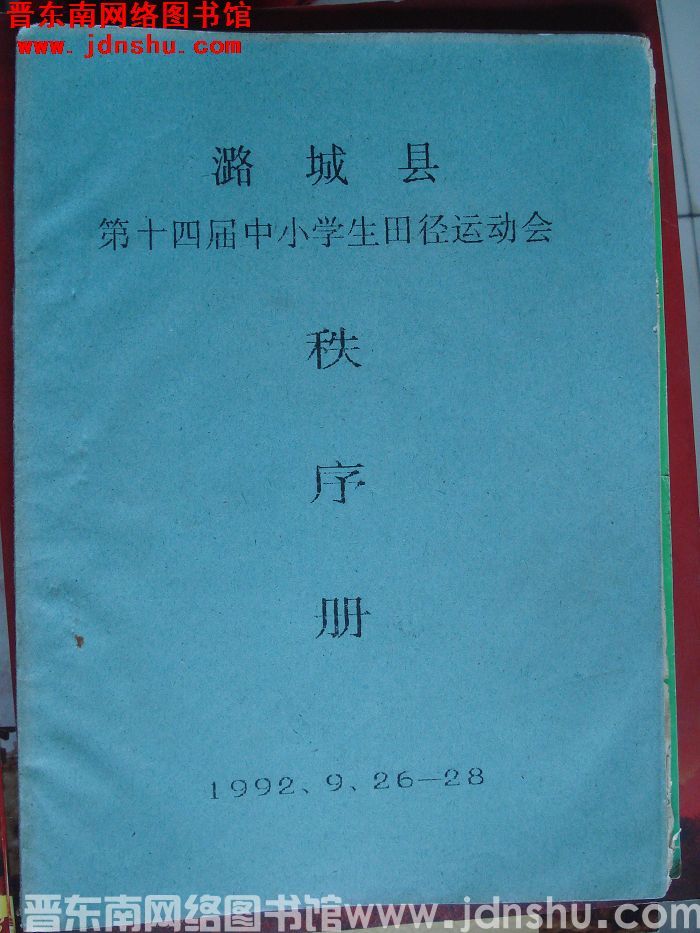 晋东南网络图书馆
www.jdnshu.com
潞城县
第十四届中小学生田径运动会
秩
序
册
1992、9、26—28
晋东南网络图书馆www.jdnshu.com